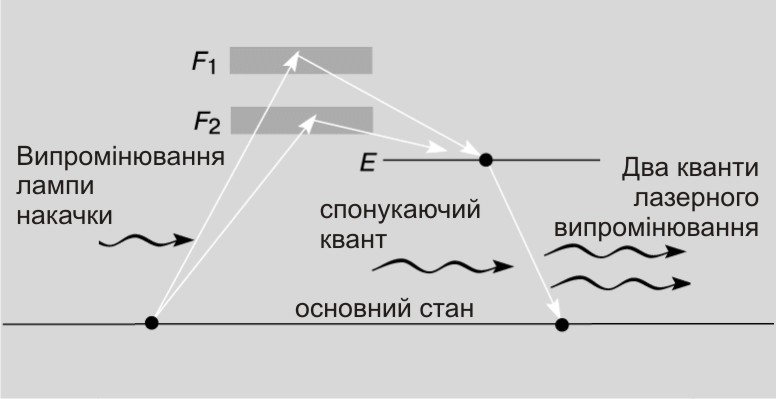 F1
F2
Випромінювання
лампи
накачки
E
спонукаючий
квант
Два кванти
лазерного
випромінювання
основний стан